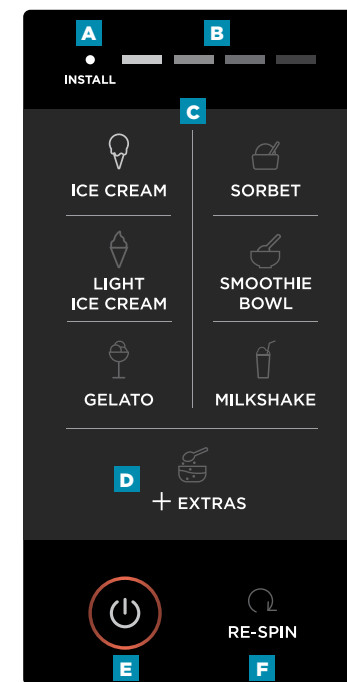 A
B
INSTALL
C
ICE CREAM
SORBET
LIGHT
ICE CREAM
SMOOTHIE
BOWL
GELATO
MILKSHAKE
D
+ EXTRAS
RE-SPIN
E
F